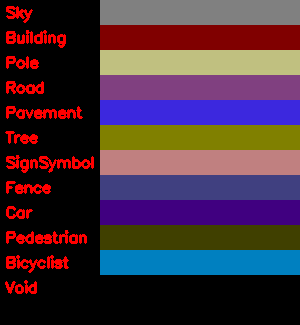 Sky
Building
Pole
Road
Pavement
Tree
SignSymbol
Fence
Car
Pedestrian
Bicyclist
Void